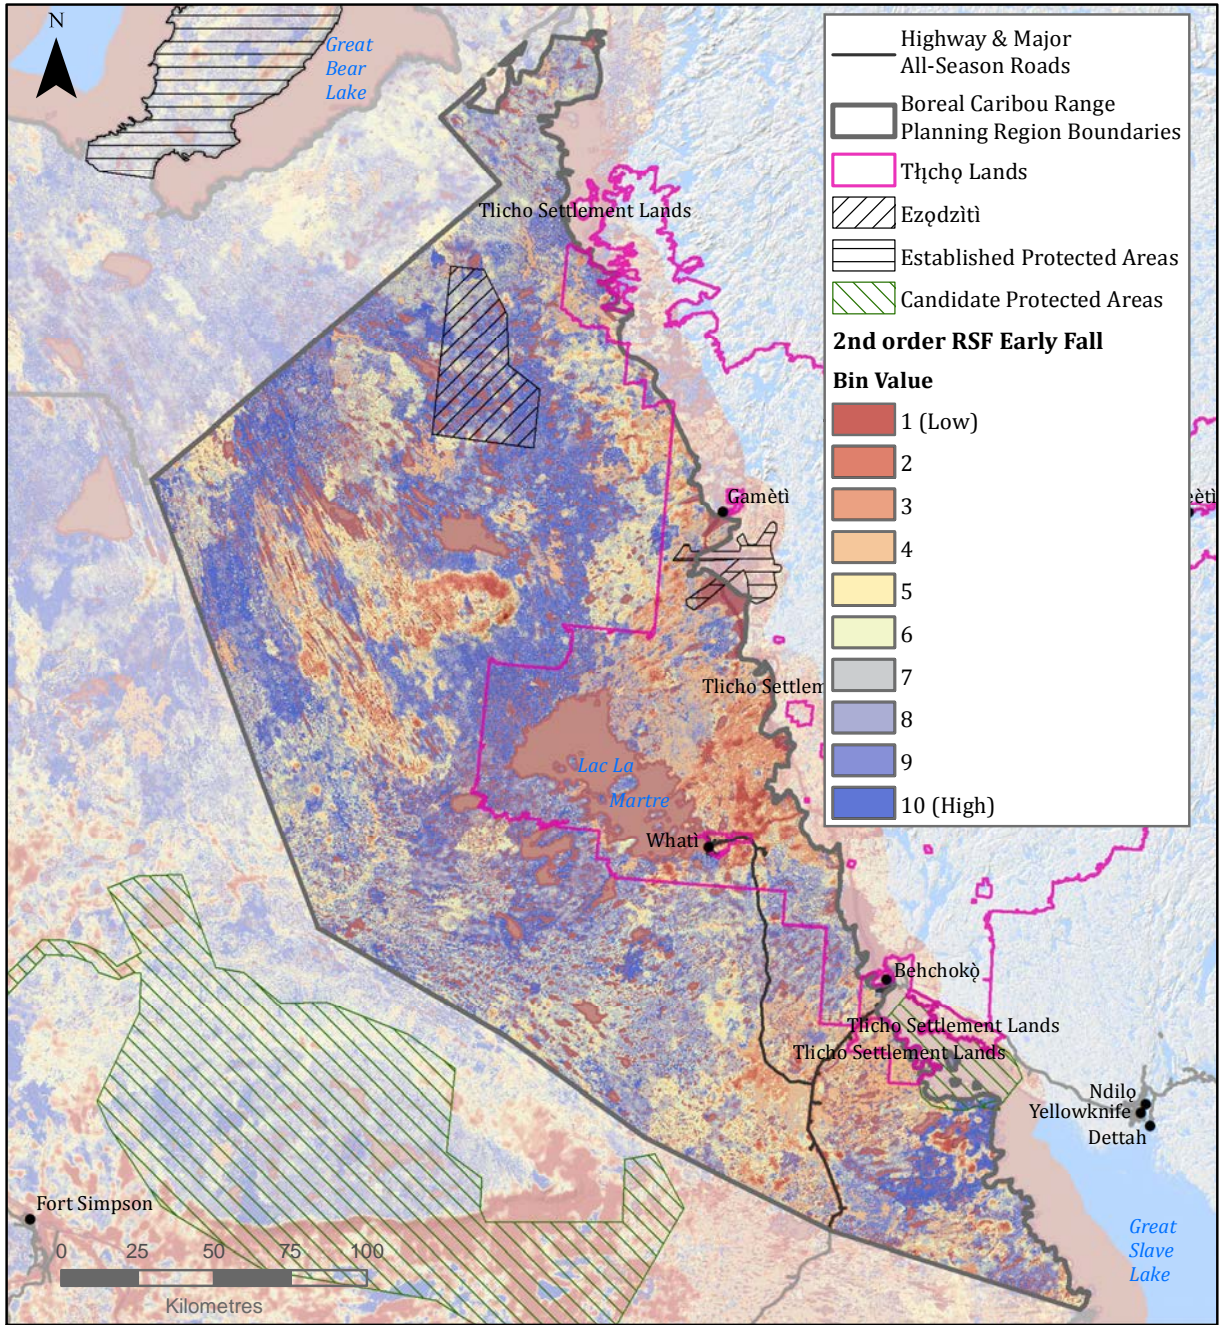 N
Great
Bear
Lake
Highway & Major
All-Season Roads
Boreal Caribou Range
Planning Region Boundaries
Tłı̨chǫ Lands
Ezǫdzìtì
Established Protected Areas
Candidate Protected Areas
2nd order RSF Early Fall
Bin Value
1 (Low)
2
3
4
5
6
7
8
9
10 (High)
Tlicho Settlement Lands
Gamètì
ètì
Tlicho Settlem
Lac La
Martre
Whatì
Behchokǫ̀
Tlicho Settlement Lands
Tlicho Settlement Lands
Ndilǫ
Yellowknife
Dettah
Fort Simpson
Great
Slave
Lake
0 25 50 75 100
Kilometres